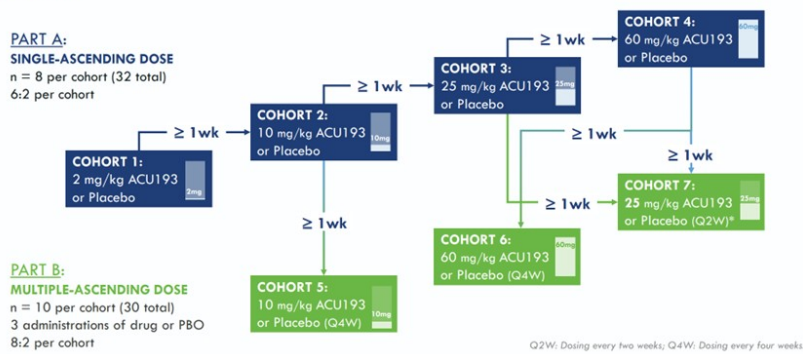 PART A:
SINGLE-ASCENDING DOSE
n = 8 per cohort (32 total)
6:2 per cohort
COHORT 1:
2 mg/kg ACU193
or Placebo
2mg
≥ 1wk
COHORT 2:
10 mg/kg ACU193
or Placebo
10mg
≥ 1wk
COHORT 3:
25 mg/kg ACU193
or Placebo
25mg
≥ 1wk
COHORT 4:
60 mg/kg ACU193
or Placebo
60mg
≥ 1wk
≥ 1wk
≥ 1wk
≥ 1wk
PART B:
MULTIPLE-ASCENDING DOSE
n = 10 per cohort (30 total)
3 administrations of drug or PBO
8:2 per cohort
COHORT 5:
10 mg/kg ACU193
or Placebo (Q4W)
10mg
COHORT 6:
60 mg/kg ACU193
or Placebo (Q4W)
60mg
COHORT 7:
25 mg/kg ACU193
or Placebo (Q2W)*
25mg
Q2W: Dosing every two weeks; Q4W: Dosing every four weeks